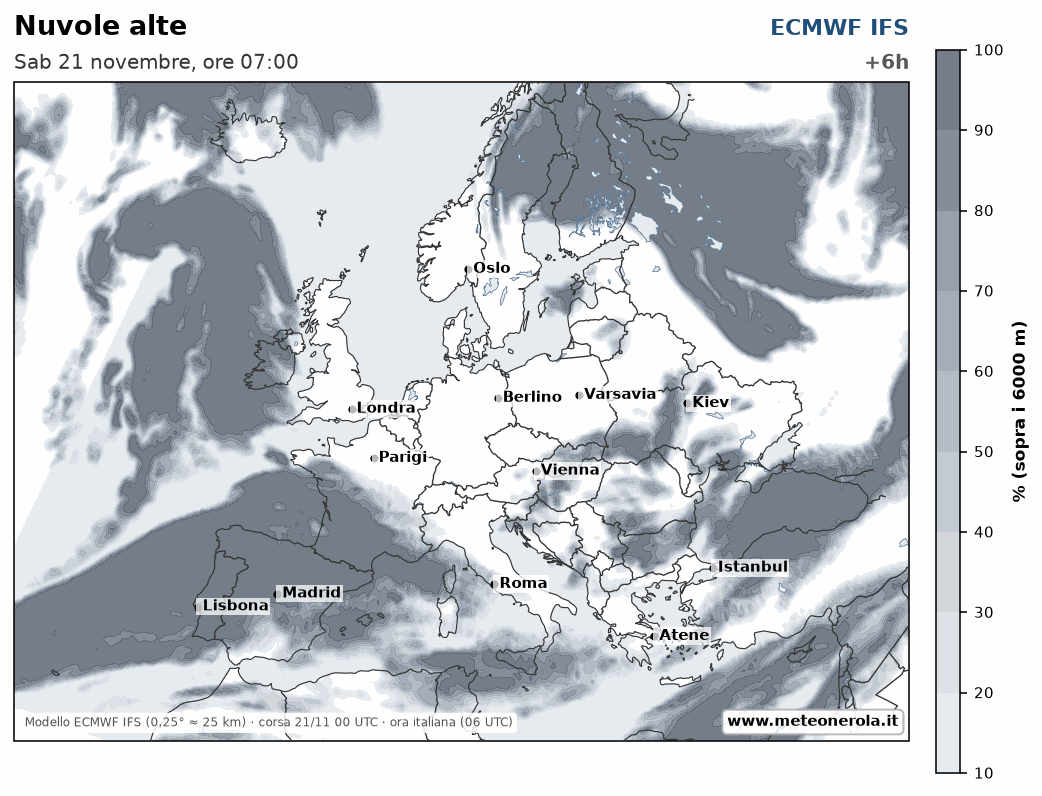 Nuvole alte
ECMWF IFS
Sab 21 novembre, ore 07:00
+6h
100
90
80
70
60
50
40
30
20
10
% (sopra i 6000 m)
Oslo
Londra
Berlino
Varsavia
Kiev
Parigi
Vienna
Istanbul
Roma
Madrid
Lisbona
Atene
Modello ECMWF IFS (0,25° ≈ 25 km) · corsa 21/11 00 UTC · ora italiana (06 UTC)
www.meteonerola.it